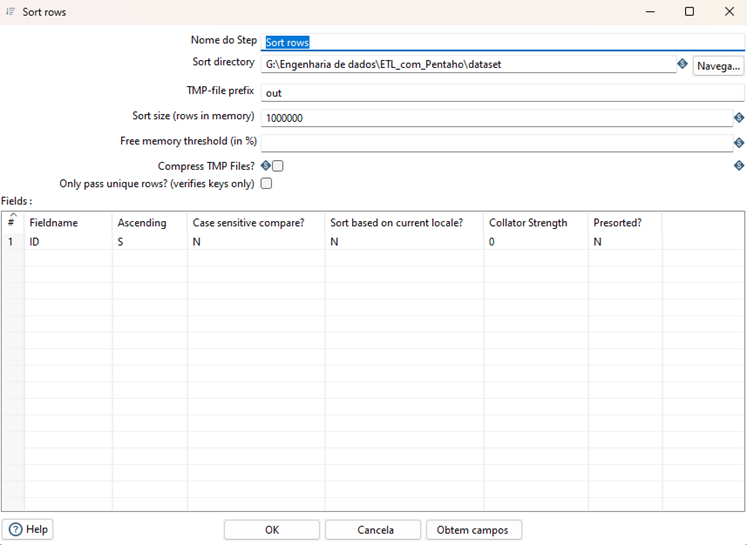 Sort rows
Nome do Step Sort rows
Sort directory G:\Engenharia de dados\ETL_com_Pentaho\dataset Navega...
TMP-file prefix out
Sort size (rows in memory) 1000000
Free memory threshold (in %)
Compress TMP Files?
Only pass unique rows? (verifies keys only)
Fields :
# Fieldname Ascending Case sensitive compare? Sort based on current locale? Collator Strength Presorted?
1 ID S N N 0 N
Help OK Cancela Obtem campos